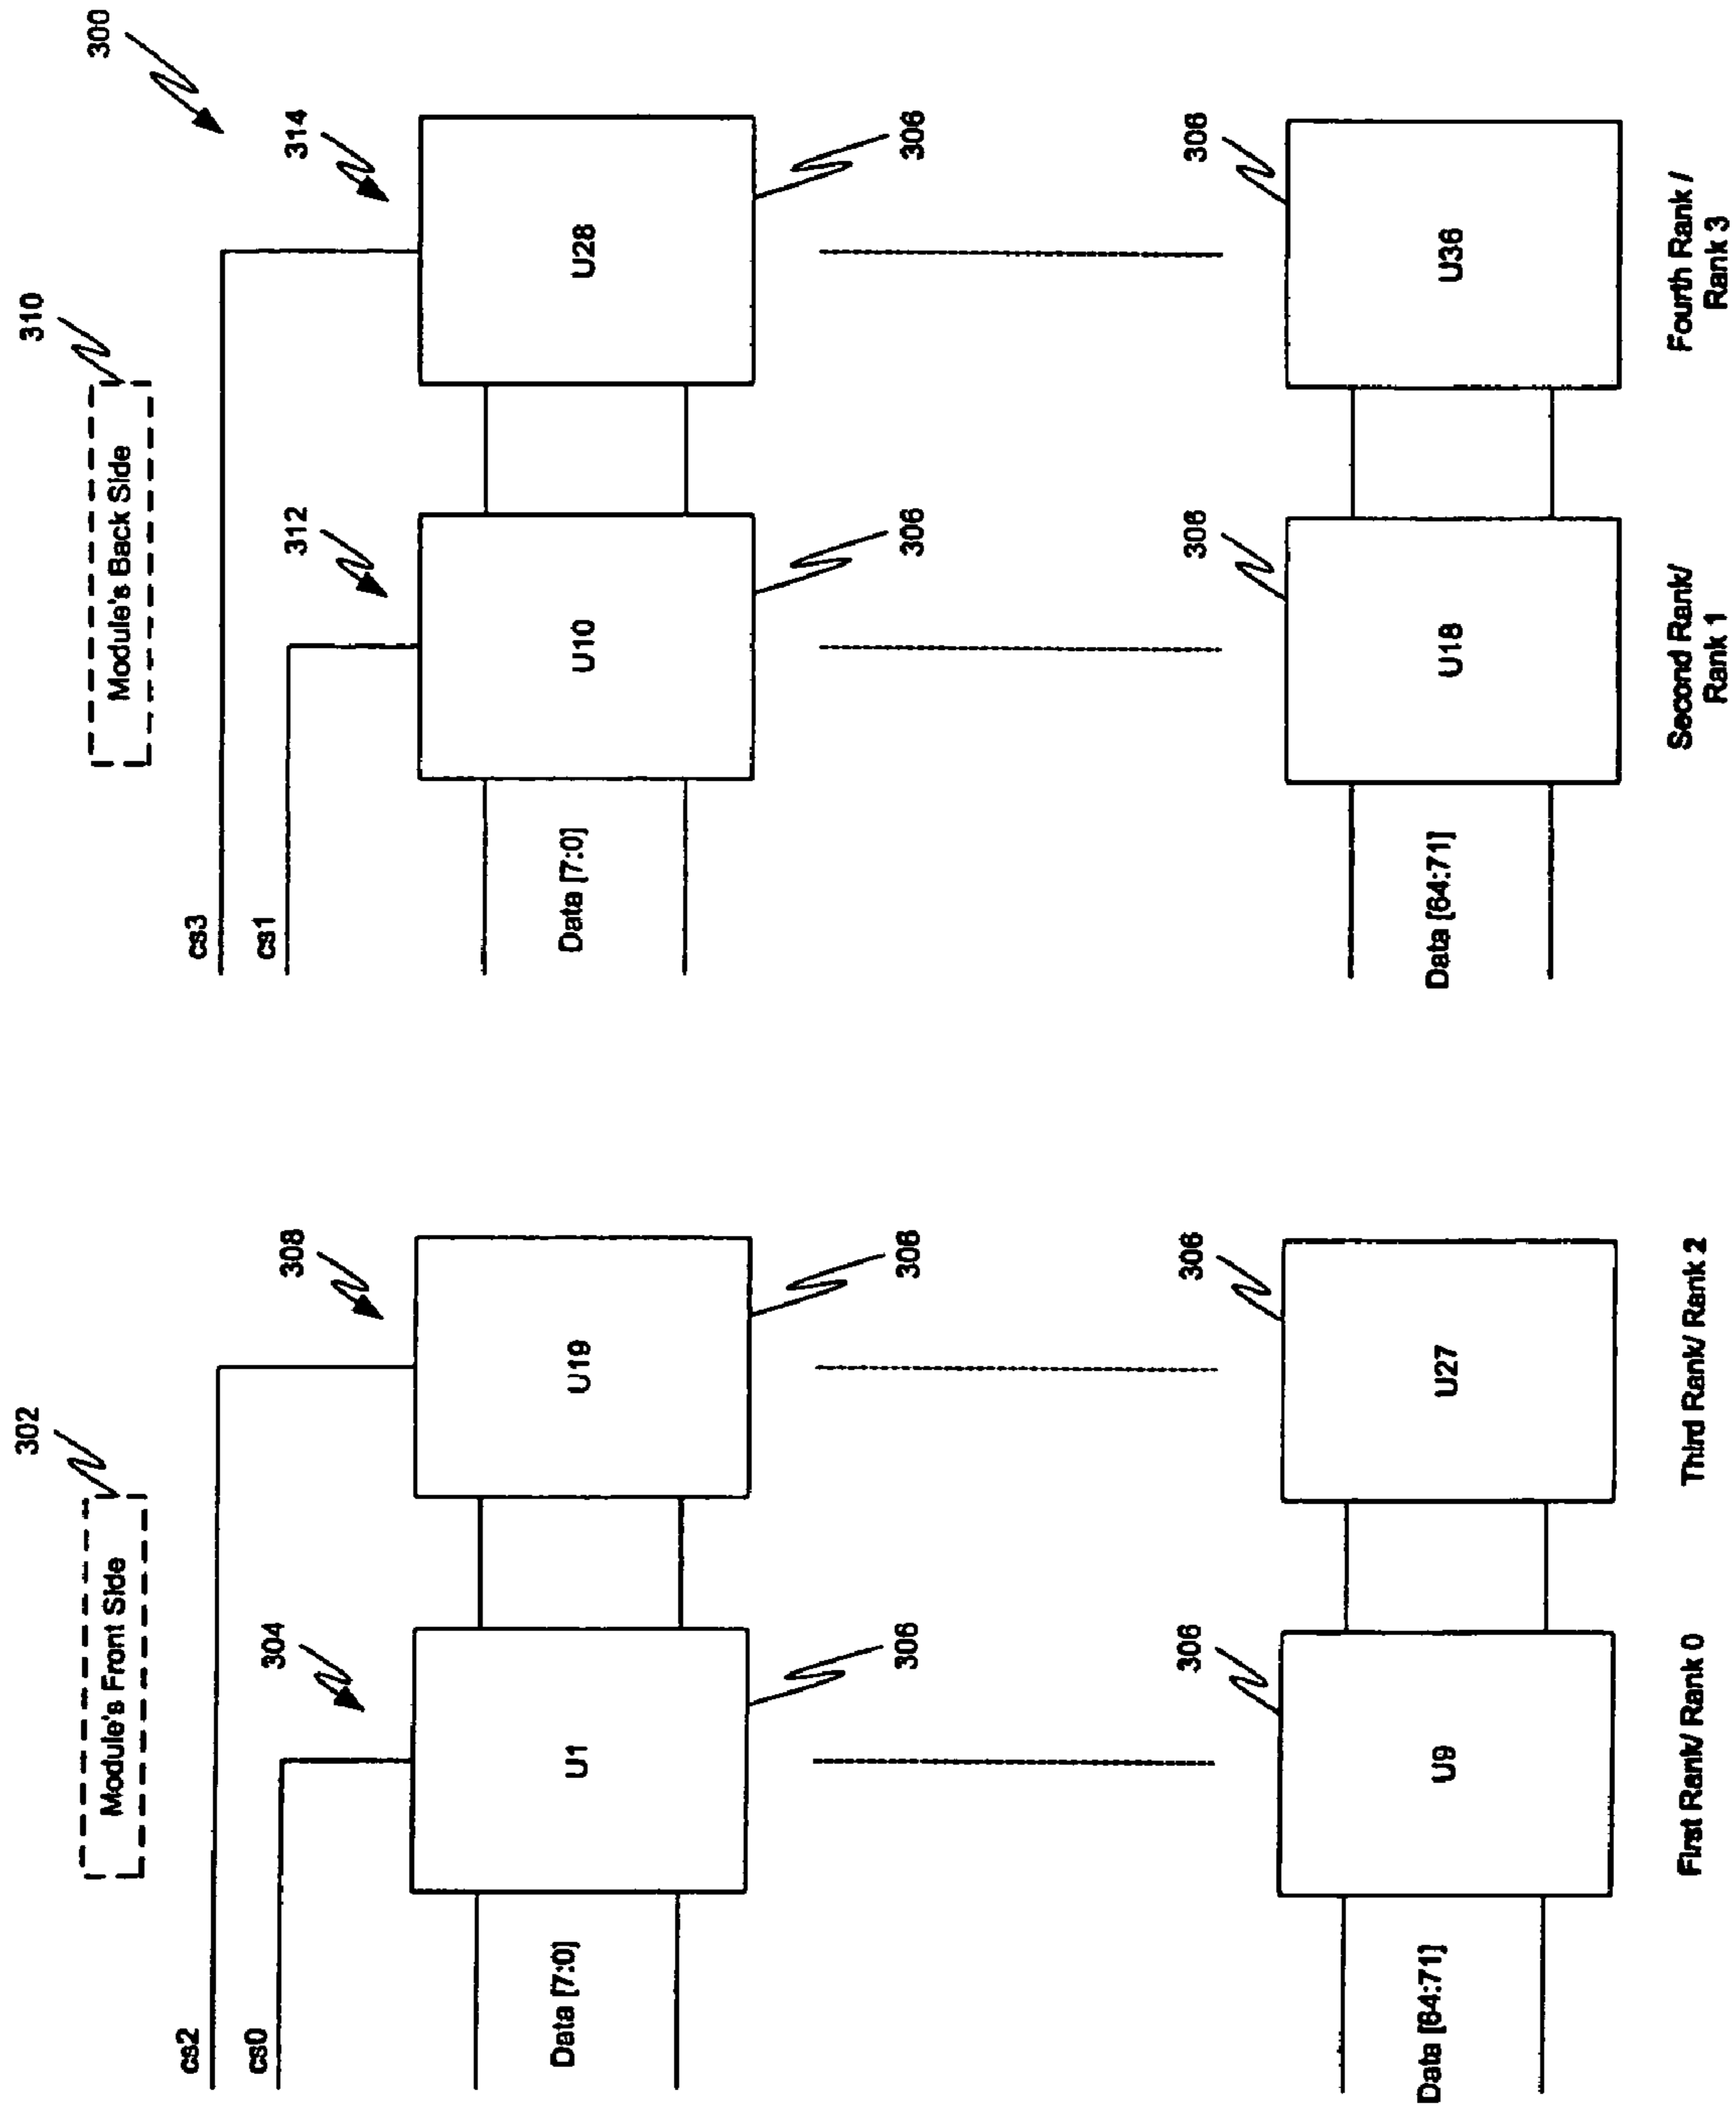 300
302
Module's Front Side
310
Module's Back Side
cs2
cs0
304
308
cs3
cs1
312
314
Data [7:0]
U1
U19
Data [7:0]
U10
U28
306
306
306
306
306
306
306
306
Data [64:71]
U9
U27
Data [64:71]
U18
U36
First Rank/ Rank 0
Third Rank/ Rank 2
Second Rank/
Rank 1
Fourth Rank /
Rank 3